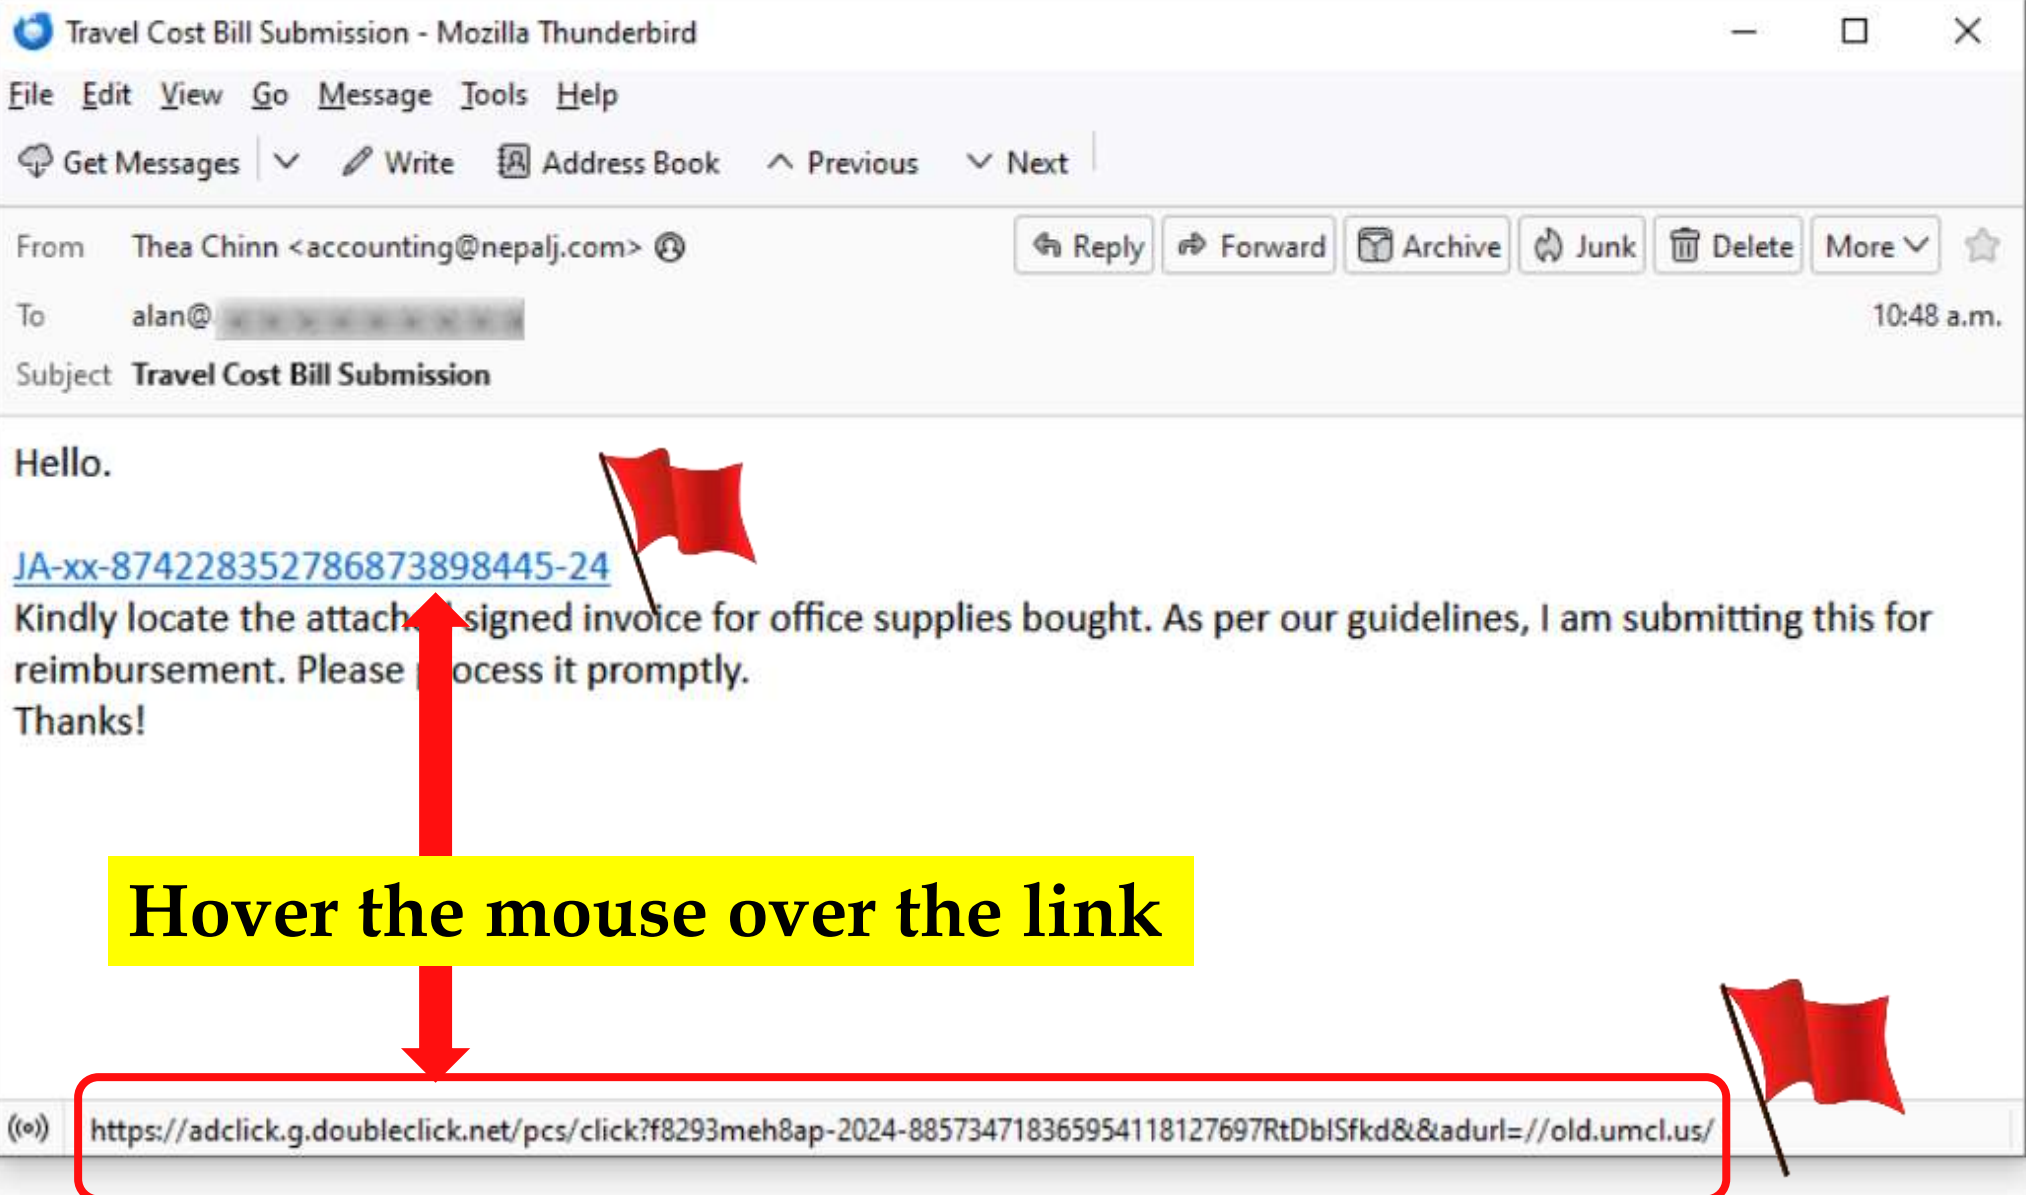 Travel Cost Bill Submission - Mozilla Thunderbird
File Edit View Go Message Tools Help
Get Messages Write Address Book Previous Next
From Thea Chinn <accounting@nepalj.com> Reply Forward Archive Junk Delete More
To alan@ 10:48 a.m.
Subject Travel Cost Bill Submission
Hello.
JA-xx-874228352786873898445-24
Kindly locate the attach signed invoice for office supplies bought. As per our guidelines, I am submitting this for
reimbursement. Please ocess it promptly.
Thanks!
Hover the mouse over the link
https://adclick.g.doubleclick.net/pcs/click?f8293meh8ap-2024-885734718365954118127697RtDbISfkd&&adurl=//old.umcl.us/